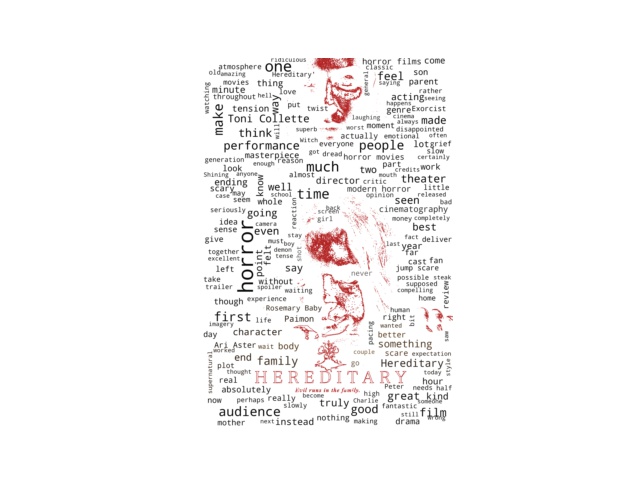 ridiculous
horror films come
atmosphere one classic
old amazing Hereditary' feel son
movies thing general saying parent
watching minute love rather
throughout hell acting seeing
way put happens
make tension twist genre Exorcist
Toni Collette laughing cinema
always made
think will superb worst moment disappointed
Witch actually emotional often
performance everyone people lot grief
masterpiece got dread slow
generation reason horror movies certainly
enough much part
look two credits work
Shining anyone almost mouth
ending know director critic theater
scary well modern horror little
case may school time opinion released
seem whole seen bad
seriously going reaction back cinematography
screen
idea camera girl money completely
sense horror even best
stay fact
give must boy last year deliver
together felt demon shot far
excellent point tense cast fan
left say jump scare
never possible steak
take without supposed
trailer spoiler waiting compelling review
though experience home
Rosemary Baby human
first life Paimon right bit
imagery wanted
day character pacing better saw
Ari Aster wait body something
worked couple scare expectation
end family go Hereditary style
plot
supernatural thought today
real HEREDITARY hour
absolutely Evil runs in the family. Peter needs half
become high great kind
now perhaps really Charlie someone
slowly truly good fantastic
audience still film
nothing wrong
mother next instead making drama